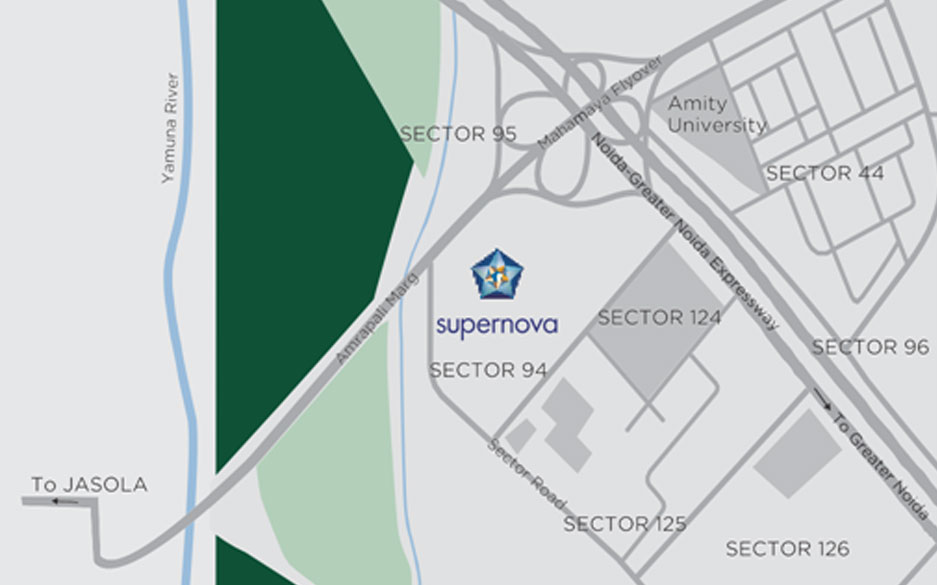 Yamuna River
SECTOR 95
Mahamaya Flyover
Amity
University
SECTOR 44
Noida-Greater Noida Expressway
supernova
SECTOR 124
Amrapali Marg
SECTOR 94
SECTOR 96
To Greater Noida
Sector Road
To JASOLA
SECTOR 125
SECTOR 126